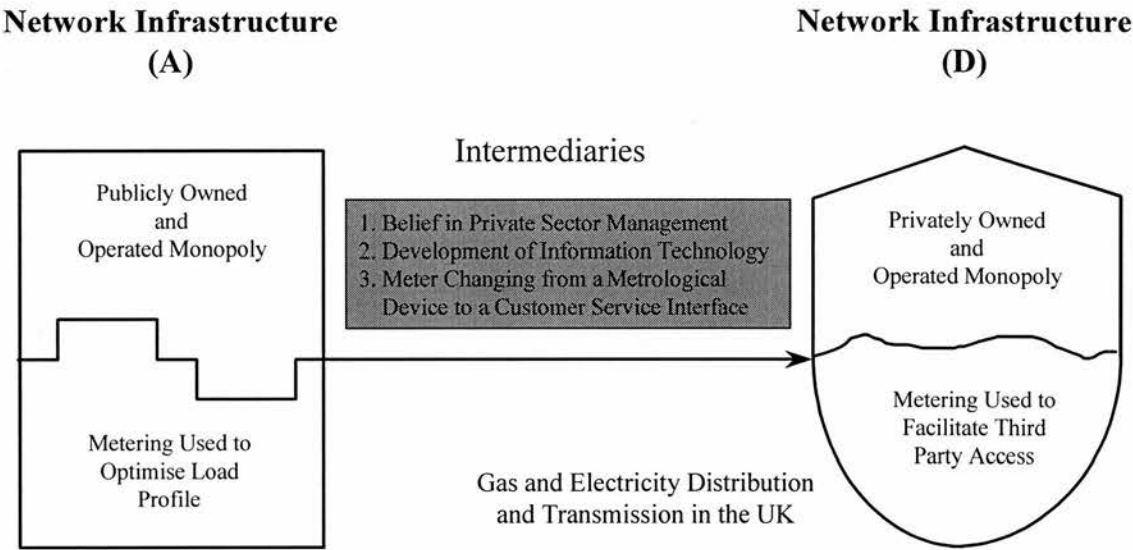 Network Infrastructure
(A)
Network Infrastructure
(D)
Intermediaries
Publicly Owned
and
Operated Monopoly
1. Belief in Private Sector Management
2. Development of Information Technology
3. Meter Changing from a Metrological
Device to a Customer Service Interface
Privately Owned
and
Operated Monopoly
Metering Used to
Optimise Load
Profile
Metering Used to
Facilitate Third
Party Access
Gas and Electricity Distribution
and Transmission in the UK